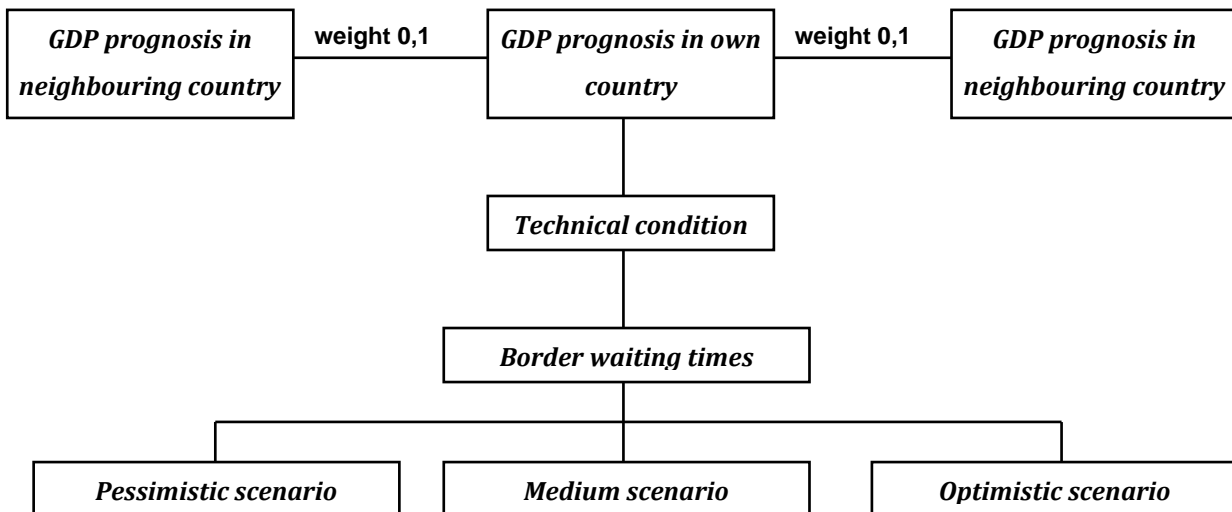 GDP prognosis in
neighbouring country
weight 0,1
GDP prognosis in own
country
weight 0,1
GDP prognosis in
neighbouring country
Technical condition
Border waiting times
Pessimistic scenario
Medium scenario
Optimistic scenario